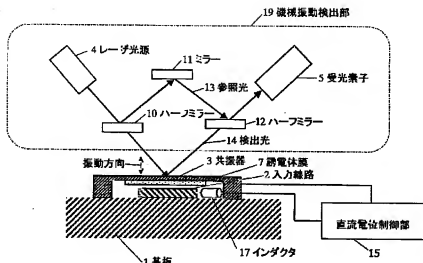 19 機械振動検出部
4 レーザ光源
11 ミラー
5 受光素子
13 参照光
10 ハーフミラー
12 ハーフミラー
14 検出光
振動方向
3 共振器
7 誘電体膜
2 入力線路
17 インダクタ
直流電位制御部
15
1 基板